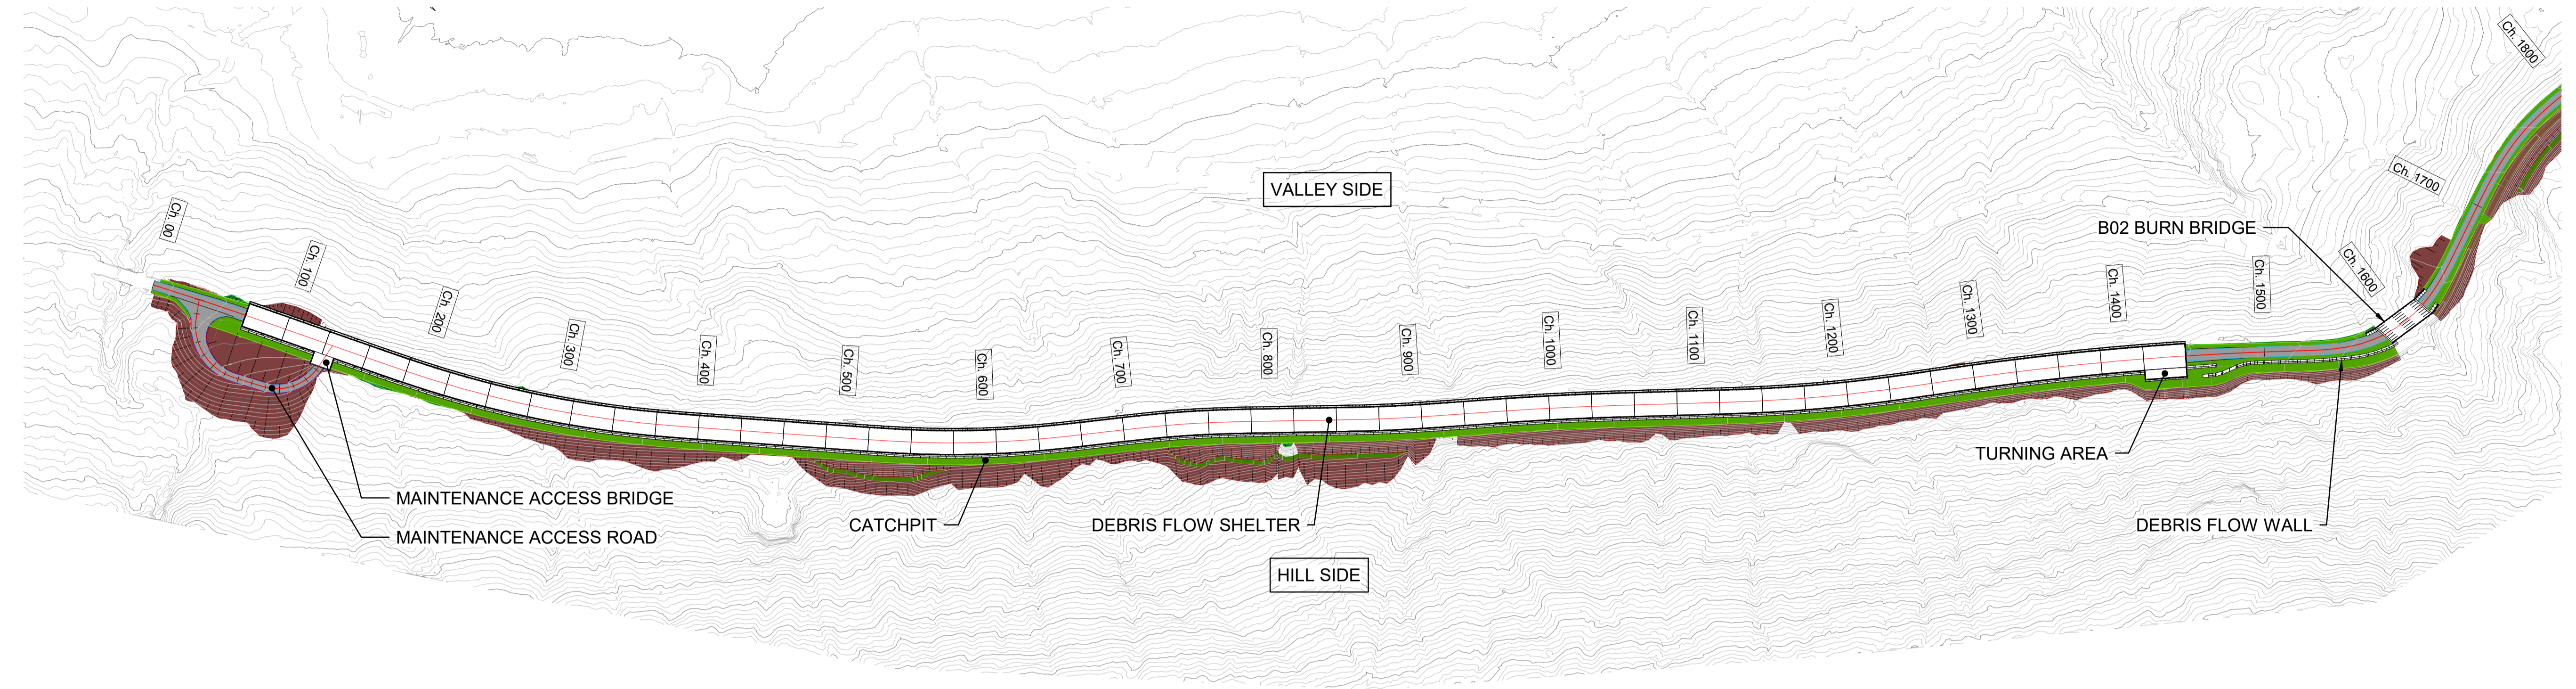 Ch. 00
Ch. 100
Ch. 200
Ch. 300
Ch. 400
Ch. 500
Ch. 600
Ch. 700
Ch. 800
Ch. 900
Ch. 1000
Ch. 1100
Ch. 1200
Ch. 1300
Ch. 1400
Ch. 1500
Ch. 1600
Ch. 1700
Ch. 1800
VALLEY SIDE
B02 BURN BRIDGE
TURNING AREA
MAINTENANCE ACCESS BRIDGE
MAINTENANCE ACCESS ROAD
CATCHPIT
DEBRIS FLOW SHELTER
DEBRIS FLOW WALL
HILL SIDE